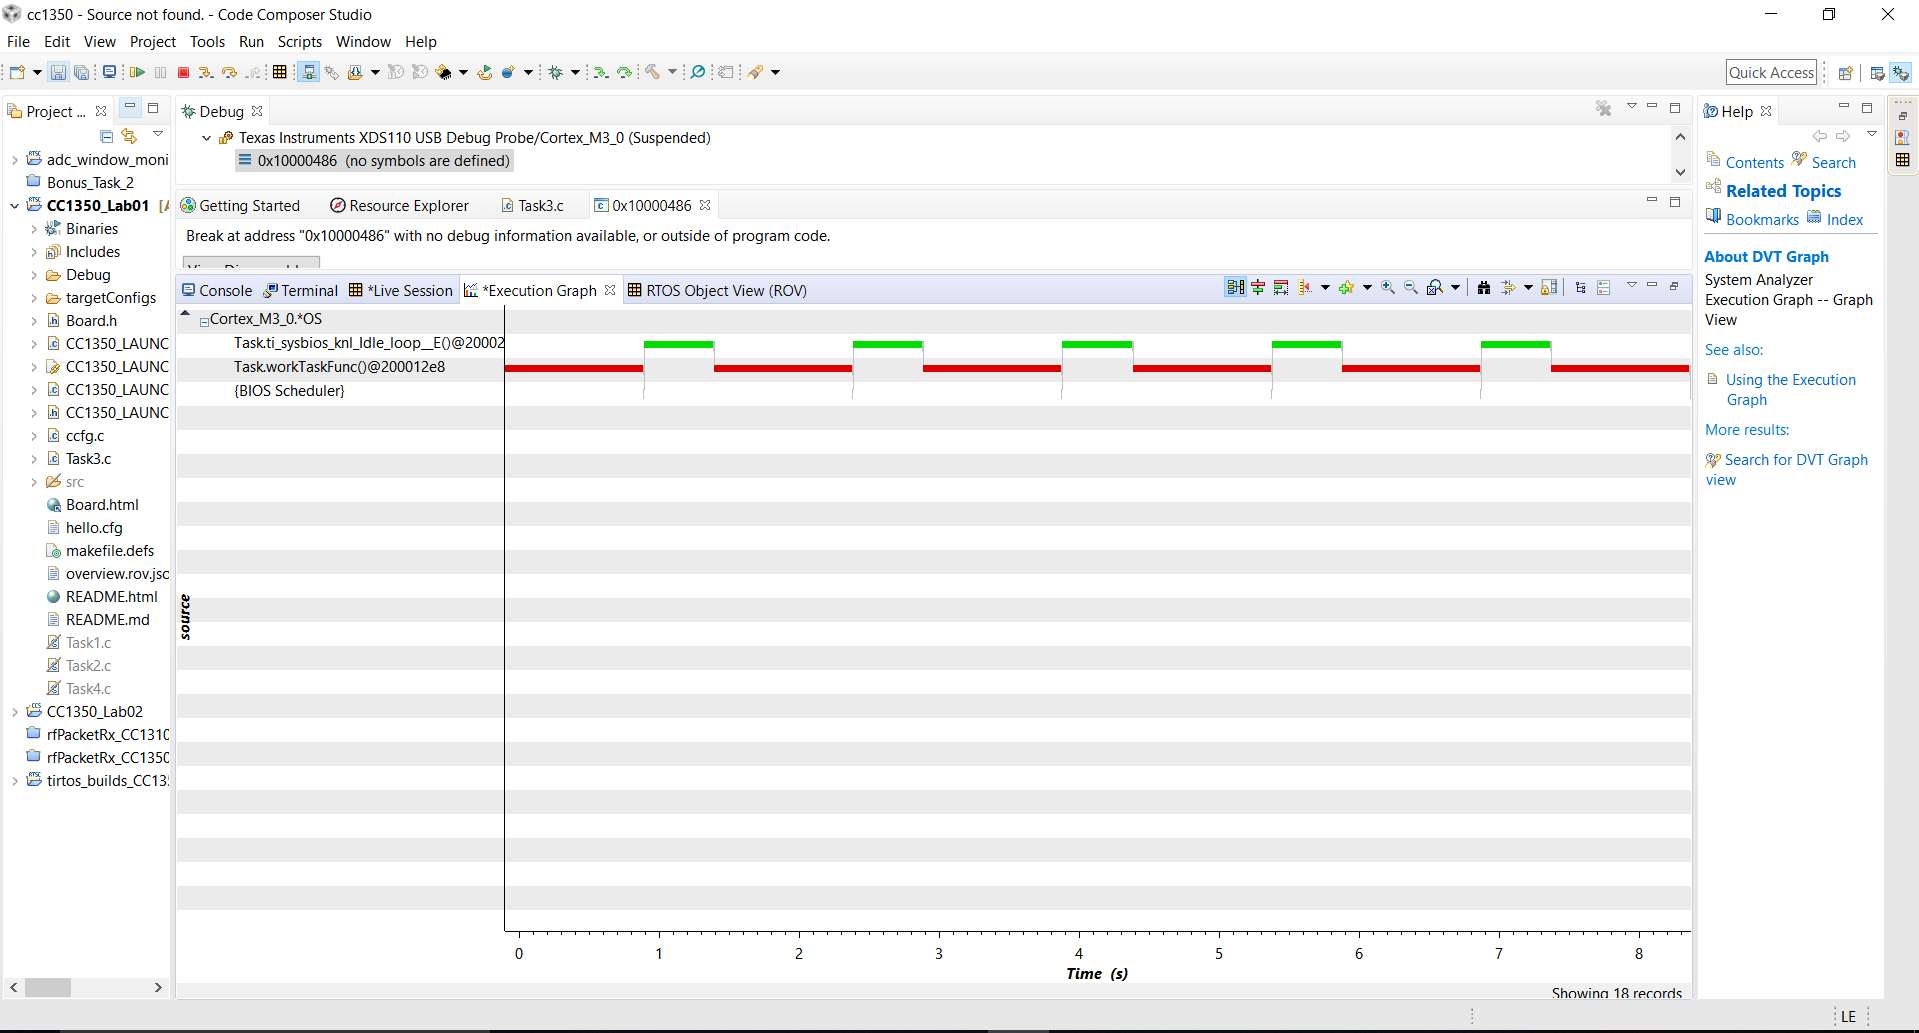 cc1350 - Source not found. - Code Composer Studio
File Edit View Project Tools Run Scripts Window Help
Quick Access
Project ...
adc_window_moni
Bonus_Task_2
CC1350_Lab01
Binaries
Includes
Debug
targetConfigs
Board.h
CC1350_LAUNC
CC1350_LAUNC
CC1350_LAUNC
CC1350_LAUNC
ccfg.c
Task3.c
src
Board.html
hello.cfg
makefile.defs
overview.rov.jso
README.html
README.md
Task1.c
Task2.c
Task4.c
CC1350_Lab02
rfPacketRx_CC1310
rfPacketRx_CC1350
tirtos_builds_CC13
Debug
Texas Instruments XDS110 USB Debug Probe/Cortex_M3_0 (Suspended)
0x10000486 (no symbols are defined)
Getting Started Resource Explorer Task3.c 0x10000486
Break at address "0x10000486" with no debug information available, or outside of program code.
Console Terminal *Live Session *Execution Graph RTOS Object View (ROV)
Cortex_M3_0.*OS
Task.ti_sysbios_knl_Idle_loop__E()@20002
Task.workTaskFunc()@200012e8
{BIOS Scheduler}
source
0 1 2 3 4 5 6 7 8
Time (s)
Showing 18 records
Help
Contents Search
Related Topics
Bookmarks Index
About DVT Graph
System Analyzer
Execution Graph -- Graph
View
See also:
Using the Execution
Graph
More results:
Search for DVT Graph
view
LE